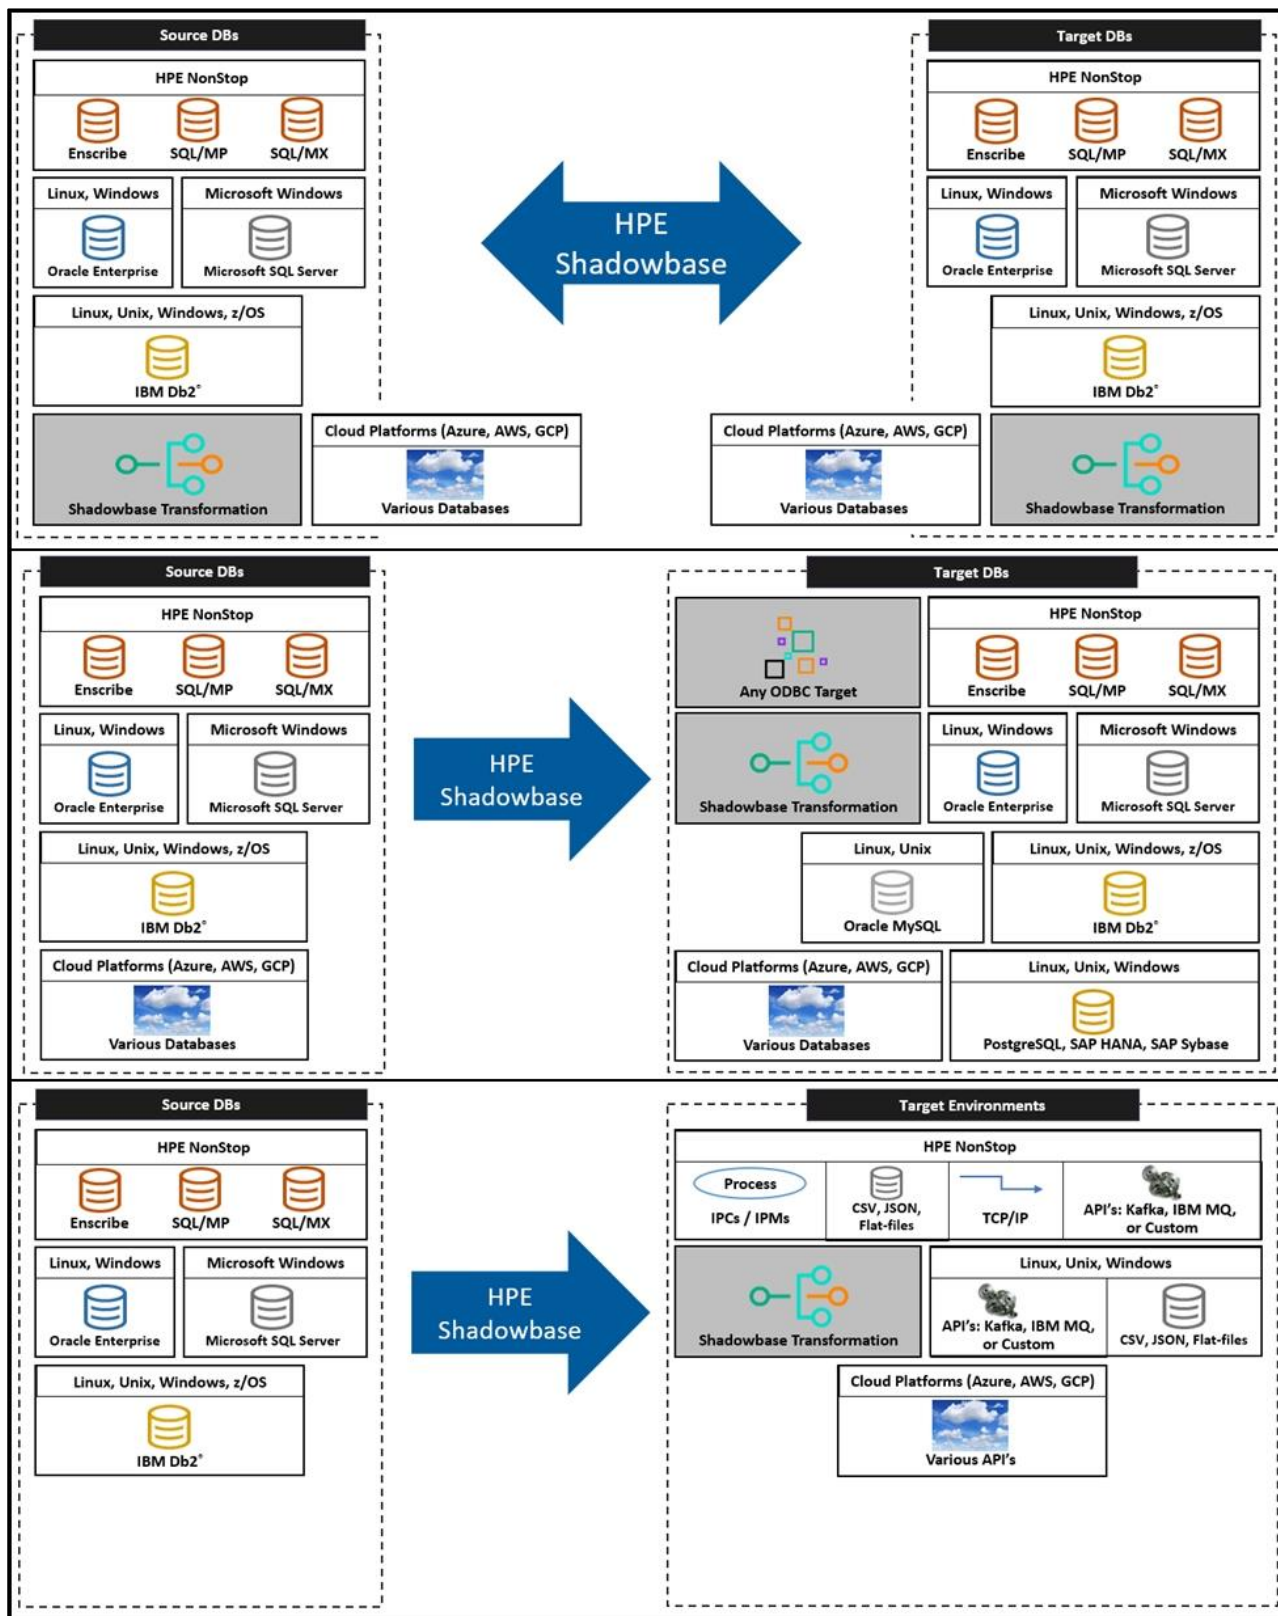 Source DBs
HPE NonStop
Enscribe
SQL/MP
SQL/MX
Linux, Windows
Oracle Enterprise
Microsoft Windows
Microsoft SQL Server
Linux, Unix, Windows, z/OS
IBM Db2*
Shadowbase Transformation
Cloud Platforms (Azure, AWS, GCP)
Various Databases
HPE
Shadowbase
Target DBs
HPE NonStop
Enscribe
SQL/MP
SQL/MX
Linux, Windows
Oracle Enterprise
Microsoft Windows
Microsoft SQL Server
Linux, Unix, Windows, z/OS
IBM Db2*
Cloud Platforms (Azure, AWS, GCP)
Various Databases
Shadowbase Transformation
Source DBs
HPE NonStop
Enscribe
SQL/MP
SQL/MX
Linux, Windows
Oracle Enterprise
Microsoft Windows
Microsoft SQL Server
Linux, Unix, Windows, z/OS
IBM Db2*
Cloud Platforms (Azure, AWS, GCP)
Various Databases
HPE
Shadowbase
Target DBs
Any ODBC Target
HPE NonStop
Enscribe
SQL/MP
SQL/MX
Shadowbase Transformation
Linux, Windows
Oracle Enterprise
Microsoft Windows
Microsoft SQL Server
Linux, Unix
Oracle MySQL
Linux, Unix, Windows, z/OS
IBM Db2*
Cloud Platforms (Azure, AWS, GCP)
Various Databases
Linux, Unix, Windows
PostgreSQL, SAP HANA, SAP Sybase
Source DBs
HPE NonStop
Enscribe
SQL/MP
SQL/MX
Linux, Windows
Oracle Enterprise
Microsoft Windows
Microsoft SQL Server
Linux, Unix, Windows, z/OS
IBM Db2*
HPE
Shadowbase
Target Environments
HPE NonStop
Process
IPCs / IPMs
CSV, JSON,
Flat-files
TCP/IP
API's: Kafka, IBM MQ,
or Custom
Shadowbase Transformation
Linux, Unix, Windows
API's: Kafka, IBM MQ,
or Custom
CSV, JSON, Flat-files
Cloud Platforms (Azure, AWS, GCP)
Various API's